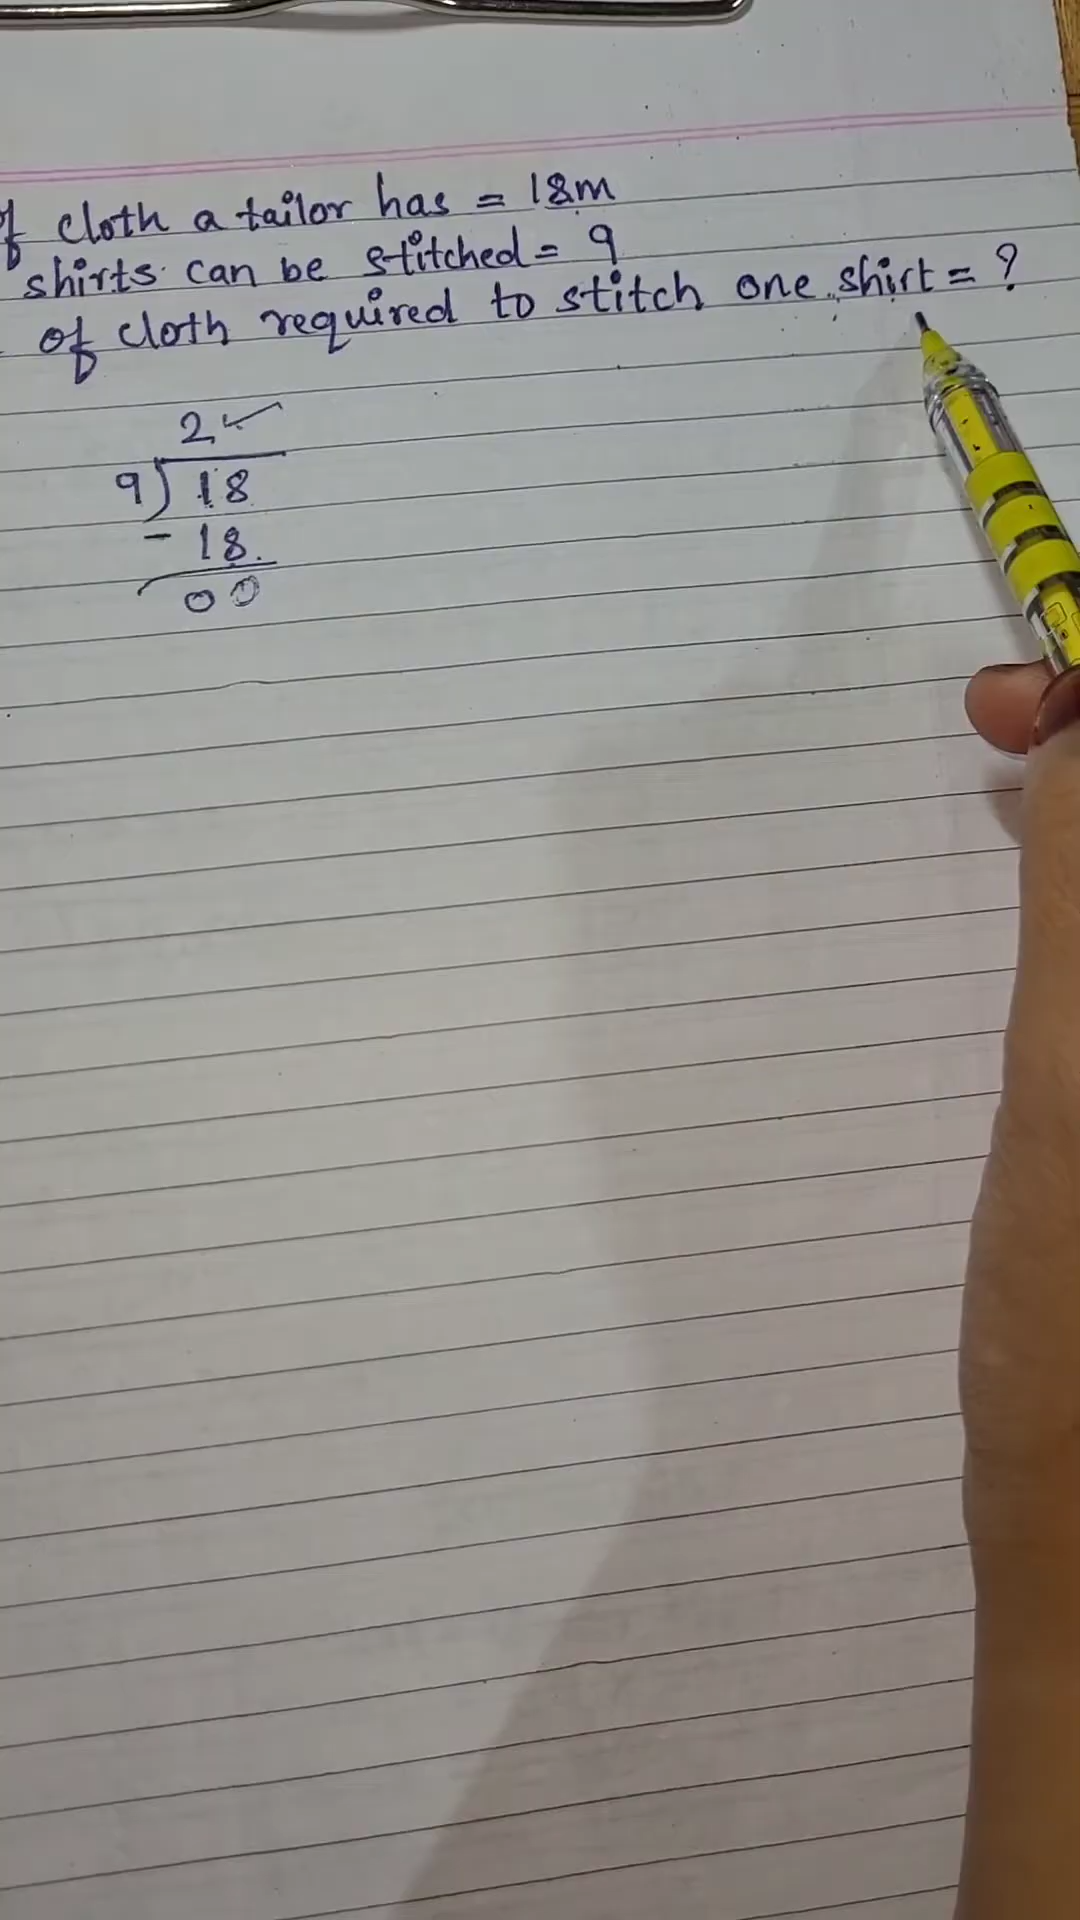 of cloth a tailor has = 18m
shirts can be stitched = 9
of cloth required to stitch one shirt = ?
2 ✓
9) 18
- 18
00